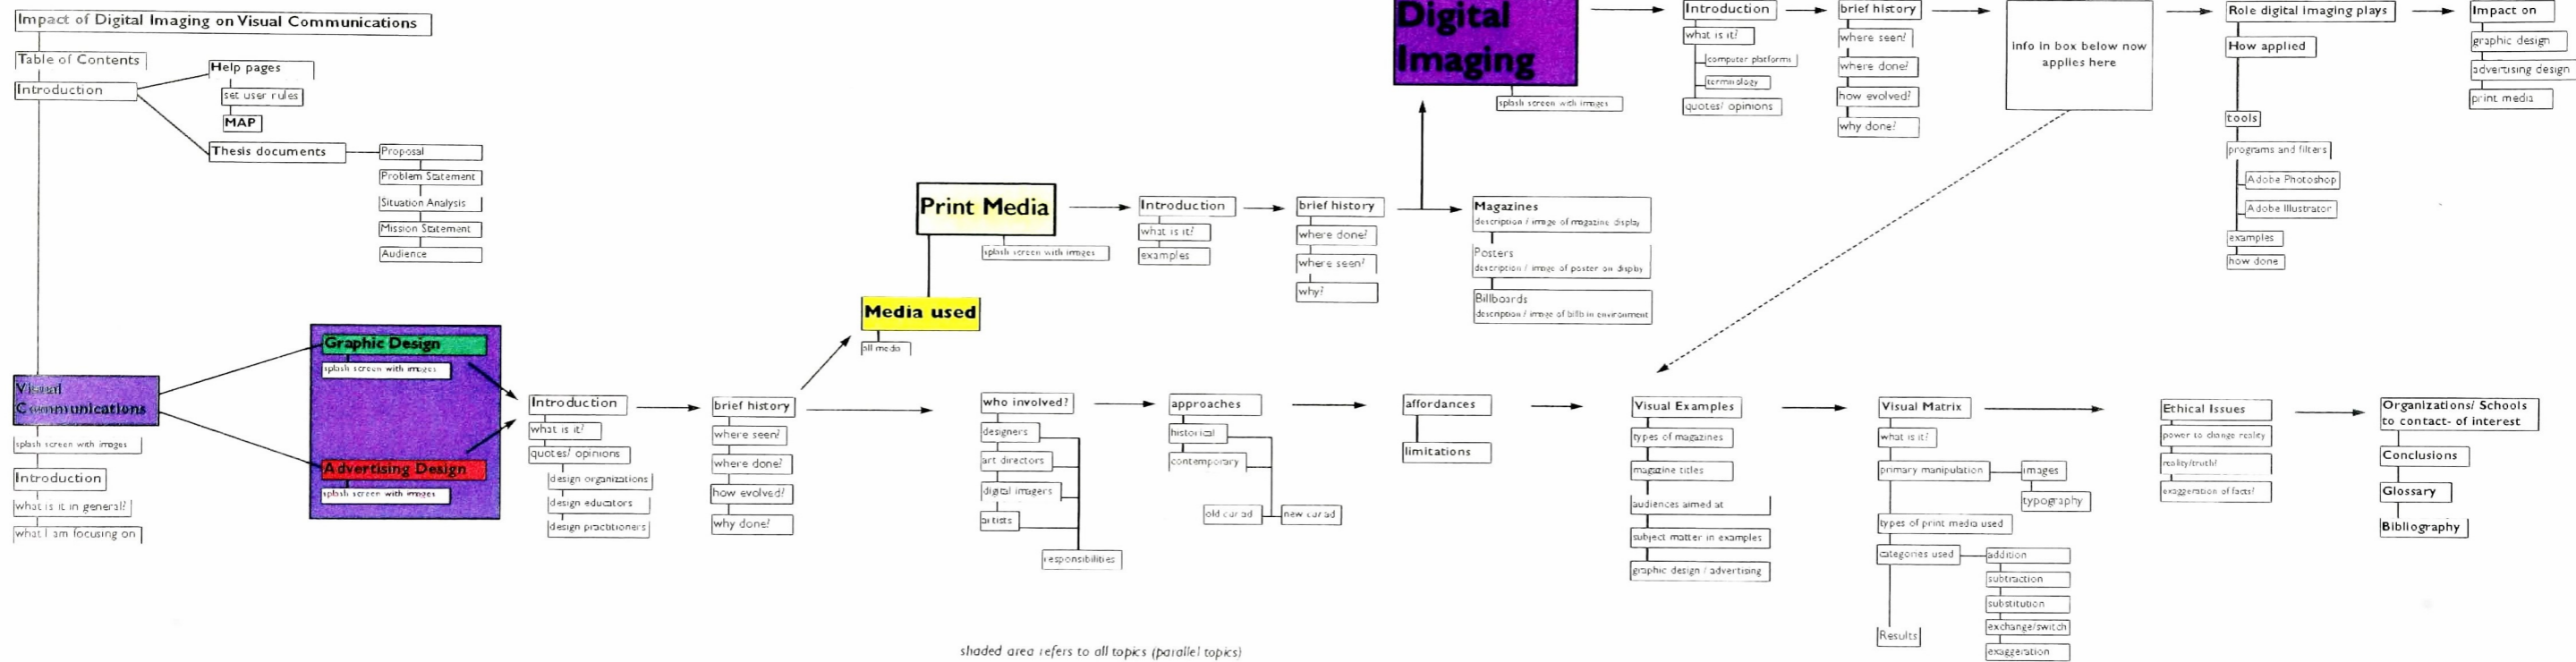 Impact of Digital Imaging on Visual Communications
Table of Contents
Introduction
Help pages
set user rules
MAP
Thesis documents
Proposal
Problem Statement
Situation Analysis
Mission Statement
Audience
Visual
Communications
splash screen with images
Introduction
what is it in general?
what I am focusing on
Graphic Design
splash screen with images
Advertising Design
splash screen with images
Introduction
what is it?
quotes/ opinions
design organizations
design educators
design practitioners
brief history
where seen?
where done?
how evolved?
why done?
Media used
all media
Print Media
splash screen with images
Introduction
what is it?
examples
brief history
where done?
where seen?
why?
Magazines
description / image of magazine display
Posters
description / image of poster on display
Billboards
description / image of billb in environment
Digital
Imaging
splash screen with images
Introduction
what is it?
computer platforms
terminology
quotes/ opinions
brief history
where seen?
where done?
how evolved?
why done?
info in box below now
applies here
Role digital imaging plays
How applied
tools
programs and filters
Adobe Photoshop
Adobe Illustrator
examples
how done
Impact on
graphic design
advertising design
print media
who involved?
designers
art directors
digital imagers
artists
responsibilities
approaches
historical
contemporary
old car ad
new car ad
affordances
limitations
Visual Examples
types of magazines
magazine titles
audiences aimed at
subject matter in examples
graphic design / advertising
Visual Matrix
what is it?
primary manipulation
images
typography
types of print media used
categories used
addition
subtraction
substitution
exchange/switch
exaggeration
Results
Ethical Issues
power to change reality
reality/truth?
exaggeration of facts?
Organizations/ Schools
to contact- of interest
Conclusions
Glossary
Bibliography
shaded area refers to all topics (parallel topics)